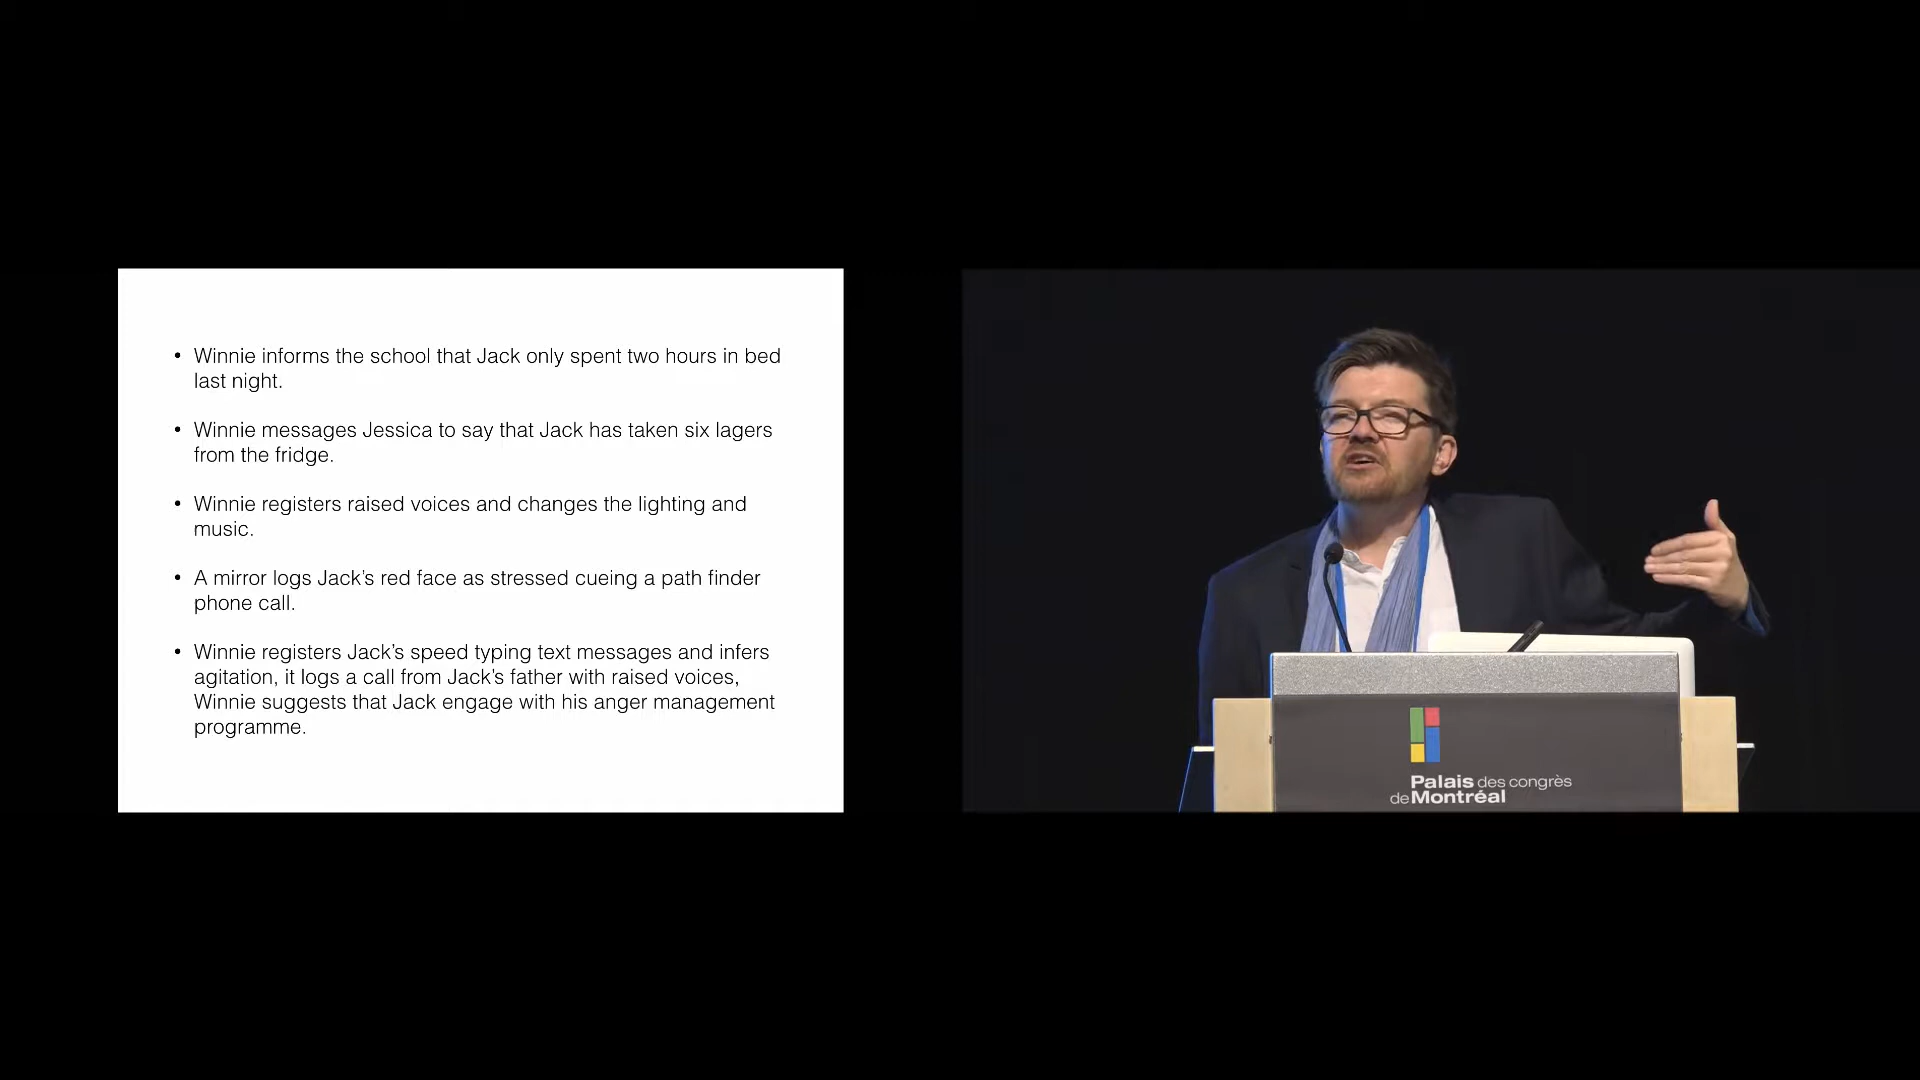 • Winnie informs the school that Jack only spent two hours in bed
last night.
• Winnie messages Jessica to say that Jack has taken six lagers
from the fridge.
• Winnie registers raised voices and changes the lighting and
music.
• A mirror logs Jack’s red face as stressed cueing a path finder
phone call.
• Winnie registers Jack’s speed typing text messages and infers
agitation, it logs a call from Jack’s father with raised voices,
Winnie suggests that Jack engage with his anger management
programme.
Palais des congrès
de Montréal